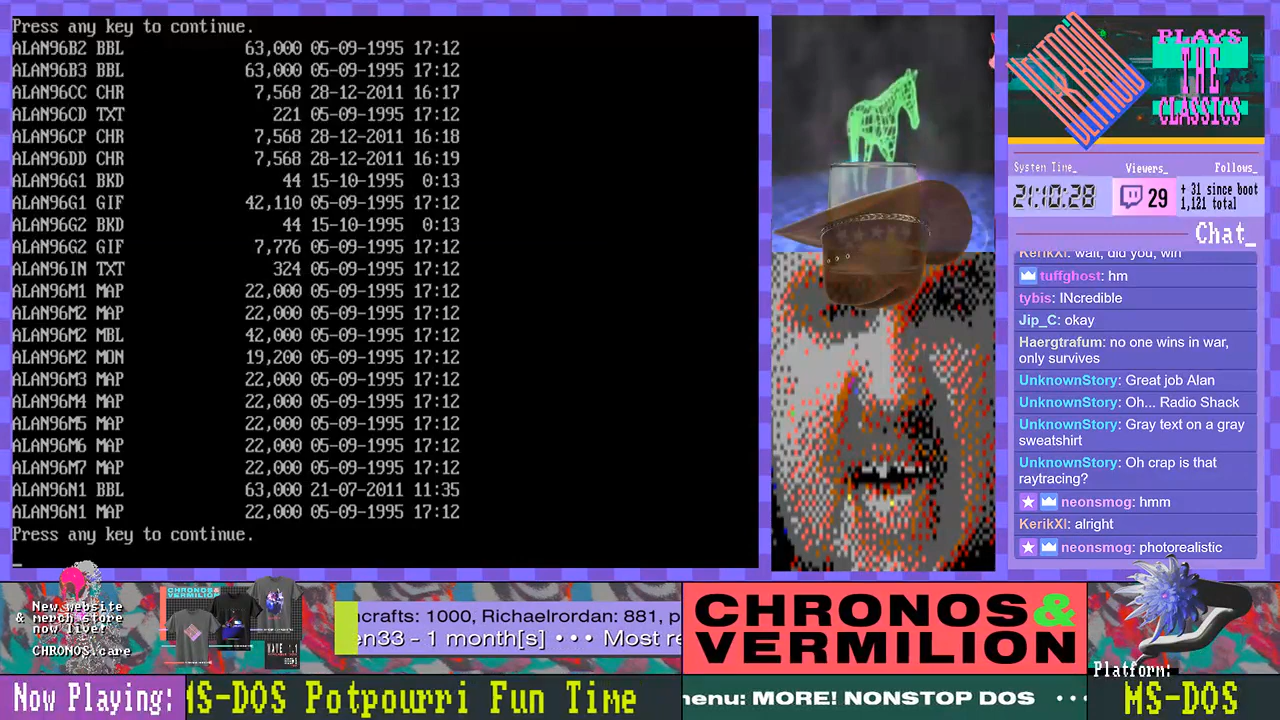 Press any key to continue.
ALAN96B2 BBL 63,000 05-09-1995 17:12
ALAN96B3 BBL 63,000 05-09-1995 17:12
ALAN96CC CHR 7,568 28-12-2011 16:17
ALAN96CD TXT 221 05-09-1995 17:12
ALAN96CP CHR 7,568 28-12-2011 16:18
ALAN96DD CHR 7,568 28-12-2011 16:19
ALAN96G1 BKD 44 15-10-1995 0:13
ALAN96G1 GIF 42,110 05-09-1995 17:12
ALAN96G2 BKD 44 15-10-1995 0:13
ALAN96G2 GIF 7,776 05-09-1995 17:12
ALAN96IN TXT 324 05-09-1995 17:12
ALAN96M1 MAP 22,000 05-09-1995 17:12
ALAN96M2 MAP 22,000 05-09-1995 17:12
ALAN96M2 MBL 42,000 05-09-1995 17:12
ALAN96M2 MON 19,200 05-09-1995 17:12
ALAN96M3 MAP 22,000 05-09-1995 17:12
ALAN96M4 MAP 22,000 05-09-1995 17:12
ALAN96M5 MAP 22,000 05-09-1995 17:12
ALAN96M6 MAP 22,000 05-09-1995 17:12
ALAN96M7 MAP 22,000 05-09-1995 17:12
ALAN96N1 BBL 63,000 21-07-2011 11:35
ALAN96N1 MAP 22,000 05-09-1995 17:12
Press any key to continue.
PLAYS
THE
CLASSICS
System Time_
21:10:28
Viewers_
29
Follows_
+ 31 since boot
1,121 total
Chat_
KerikXI: wait, did you, win
tuffghost: hm
tybis: INcredible
Jip_C: okay
Haergtrafum: no one wins in war,
only survives
UnknownStory: Great job Alan
UnknownStory: Oh... Radio Shack
UnknownStory: Gray text on a gray
sweatshirt
UnknownStory: Oh crap is that
raytracing?
neonsmog: hmm
KerikXI: alright
neonsmog: photorealistic
New website
& merch store
now live!
CHRONOS.care
CHRONOS&
VERMILION
ncrafts: 1000, Richaelrordan: 881, p
en33 - 1 month[s] ••• Most re
CHRONOS&
VERMILION
Platform:
MS-DOS
Now Playing:
MS-DOS Potpourri Fun Time
menu: MORE! NONSTOP DOS •••